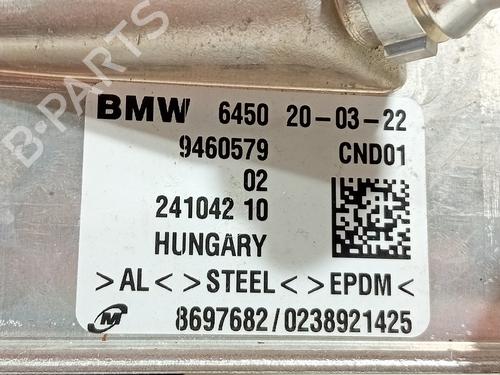 B-PARTS
BMW 6450 20-03-22
9460579 CND01
02
241042 10
HUNGARY
>AL< >STEEL< >EPDM<
M 8697682/0238921425